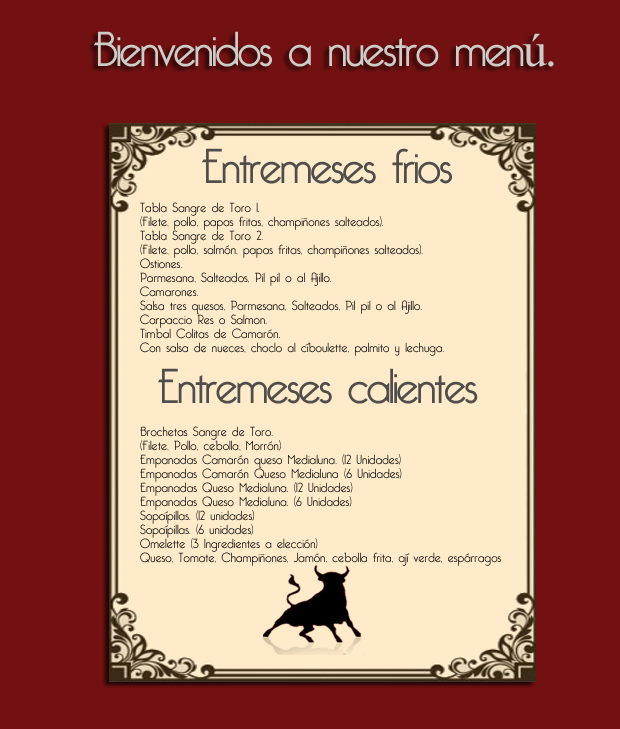 Bienvenidos a nuestro menú.
Entremeses frios
Tabla Sangre de Toro 1.
(Filete, pollo, papas fritas, champiñones salteados).
Tabla Sangre de Toro 2.
(Filete, pollo, salmón, papas fritas, champiñones salteados).
Ostiones.
Parmesana, Salteados, Pil pil o al Ajillo.
Camarones.
Salsa tres quesos, Parmesana, Salteados, Pil pil o al Ajillo.
Carpaccio Res o Salmon.
Timbal Colitas de Camarón.
Con salsa de nueces, choclo al ciboulette, palmito y lechuga.
Entremeses calientes
Brochetas Sangre de Toro.
(Filete, Pollo, cebolla, Morrón)
Empanadas Camarón queso Medialuna. (12 Unidades)
Empanadas Camarón Queso Medialuna (6 Unidades)
Empanadas Queso Medialuna. (12 Unidades)
Empanadas Queso Medialuna. (6 Unidades)
Sopaípillas. (12 unidades)
Sopaípillas. (6 unidades)
Omelette (3 Ingredientes a elección)
Queso, Tomate, Champiñones, Jamón, cebolla frita, ají verde, espárragos